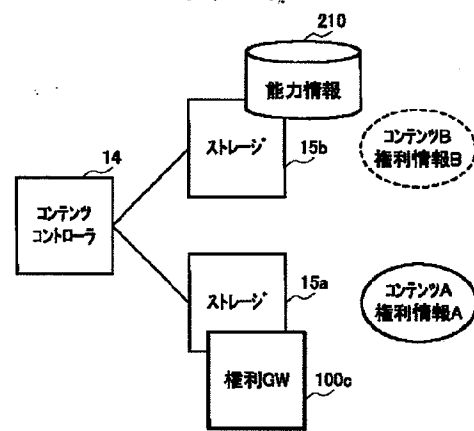 210
能力情報
ストレージ
15b
コンテンツB
権利情報B
14
コンテンツ
コントローラ
ストレージ
15a
コンテンツA
権利情報A
権利GW
100c